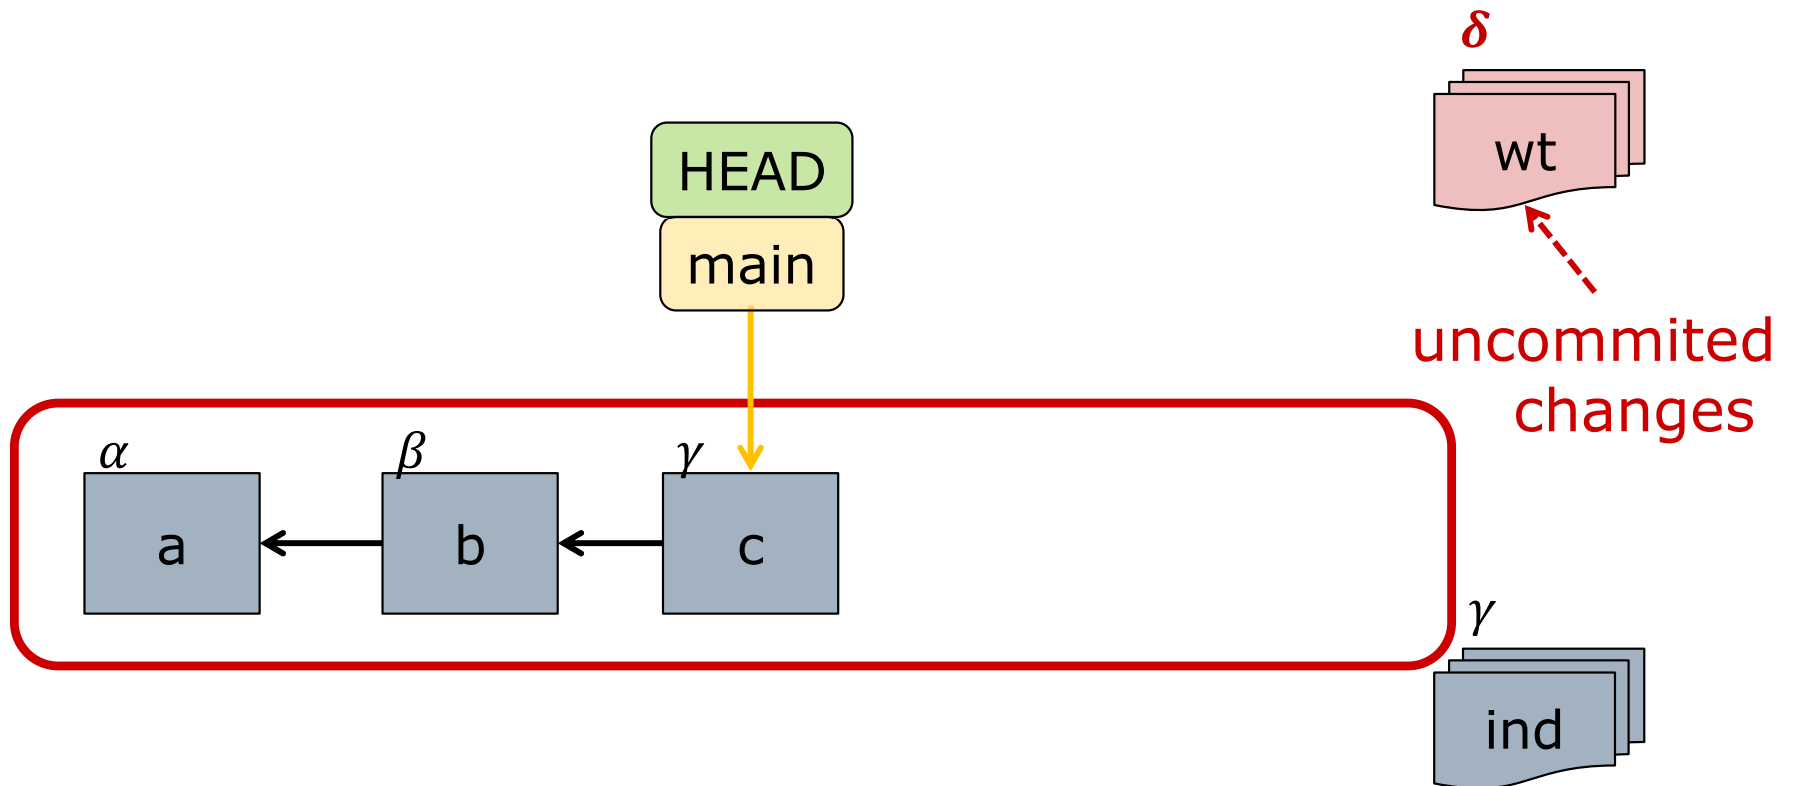 𝜹
wt
HEAD
main
uncommited
changes
𝛼
𝛽
𝛾
a
b
c
𝛾
ind